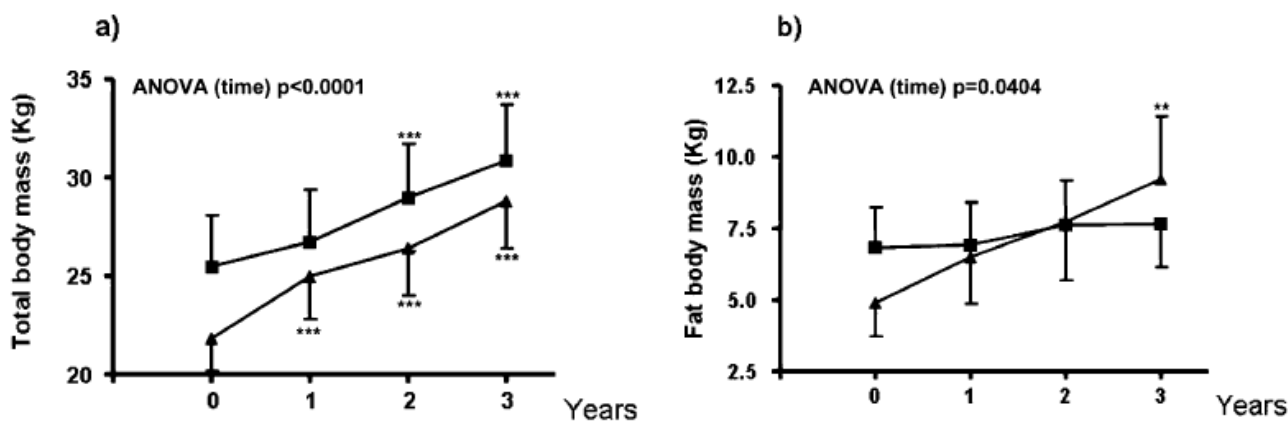 a)
ANOVA (time) p<0.0001
Total body mass (Kg)
35
30
25
20
***
***
***
***
***
0 1 2 3 Years
b)
ANOVA (time) p=0.0404
Fat body mass (Kg)
12.5
10.0
7.5
5.0
2.5
**
0 1 2 3 Years